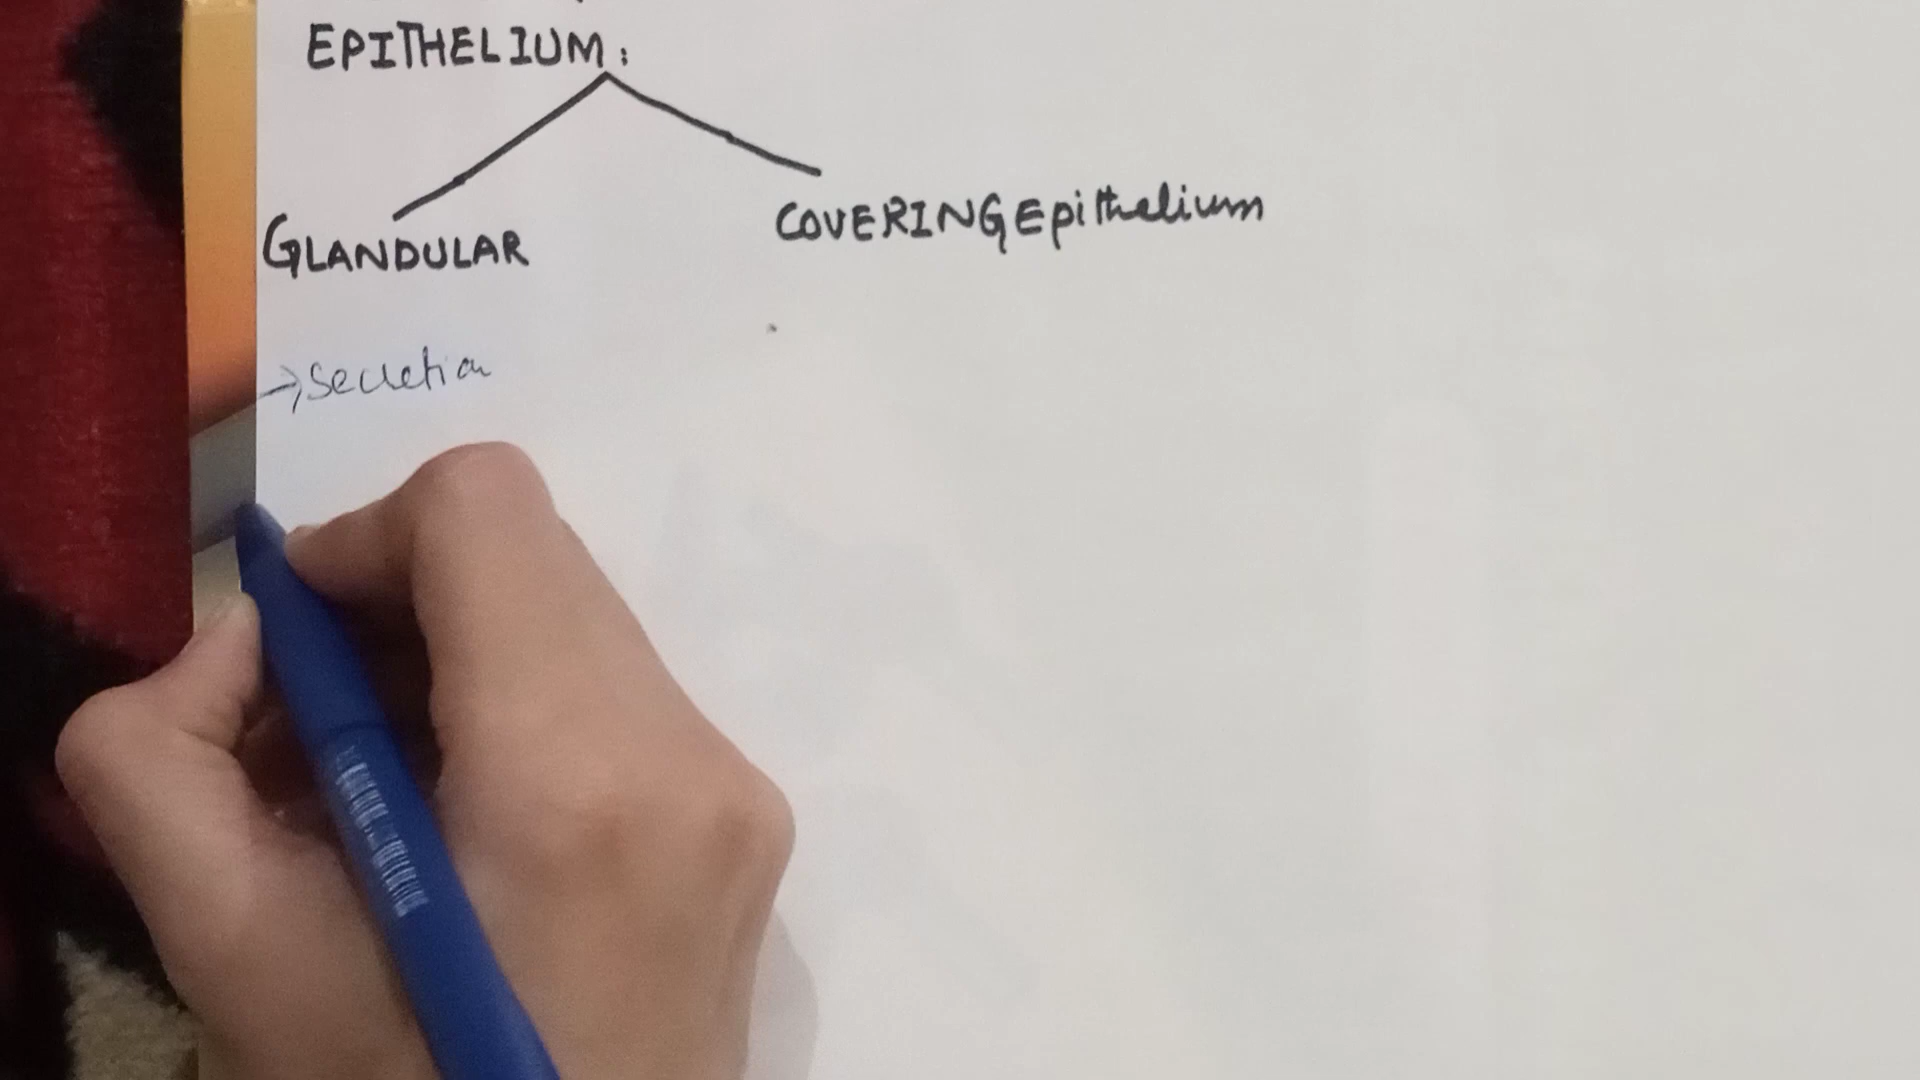 EPITHELIUM:
GLANDULAR
COVERING Epithelium
→ Secretion